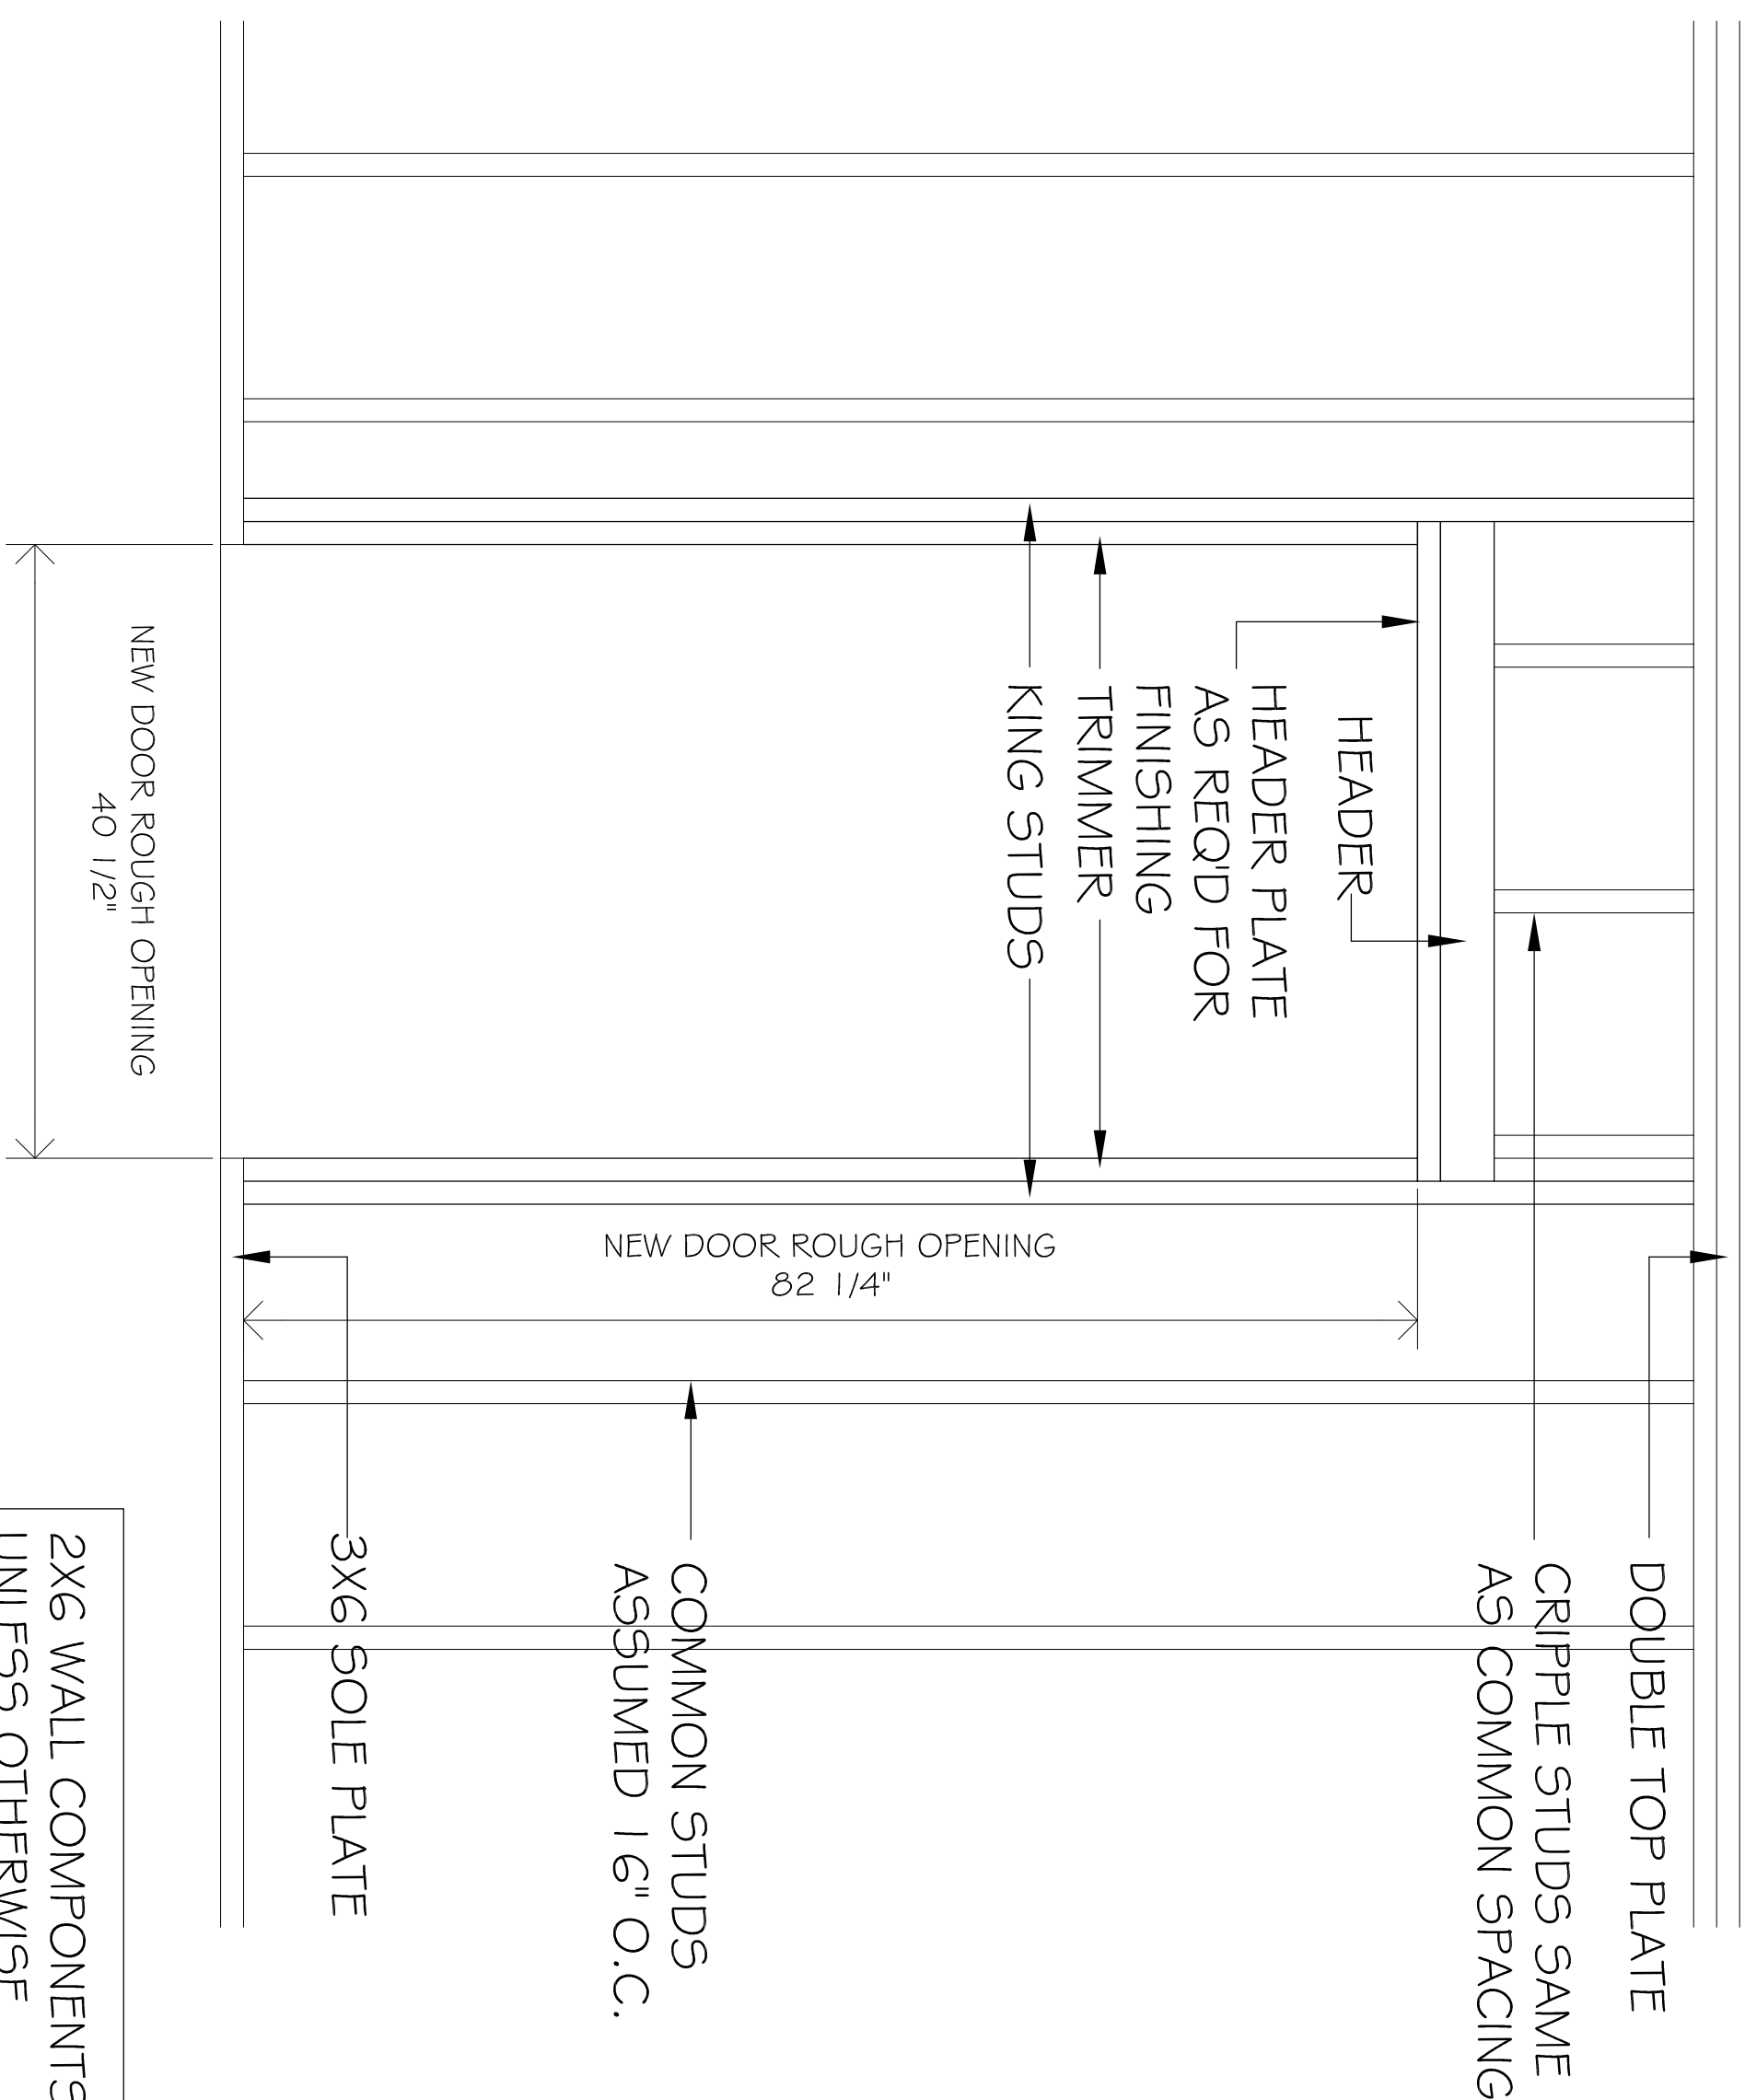 DOUBLE TOP PLATE
CRIPPLE STUDS SAME
AS COMMON SPACING
HEADER
HEADER PLATE
AS REQ'D FOR
FINISHING
TRIMMER
KING STUDS
NEW DOOR ROUGH OPENING
82 1/4"
COMMON STUDS
ASSUMED 16" O.C.
3X6 SOLE PLATE
NEW DOOR ROUGH OPENING
40 1/2"
2X6 WALL COMPONENTS
UNLESS OTHERWISE